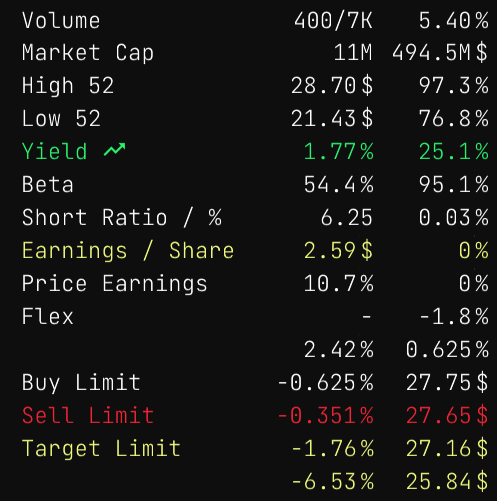 Volume 400/7K 5.40%
Market Cap 11M 494.5M$
High 52 28.70$ 97.3%
Low 52 21.43$ 76.8%
Yield 1.77% 25.1%
Beta 54.4% 95.1%
Short Ratio / % 6.25 0.03%
Earnings / Share 2.59$ 0%
Price Earnings 10.7% 0%
Flex - -1.8%
2.42% 0.625%
Buy Limit -0.625% 27.75$
Sell Limit -0.351% 27.65$
Target Limit -1.76% 27.16$
-6.53% 25.84$